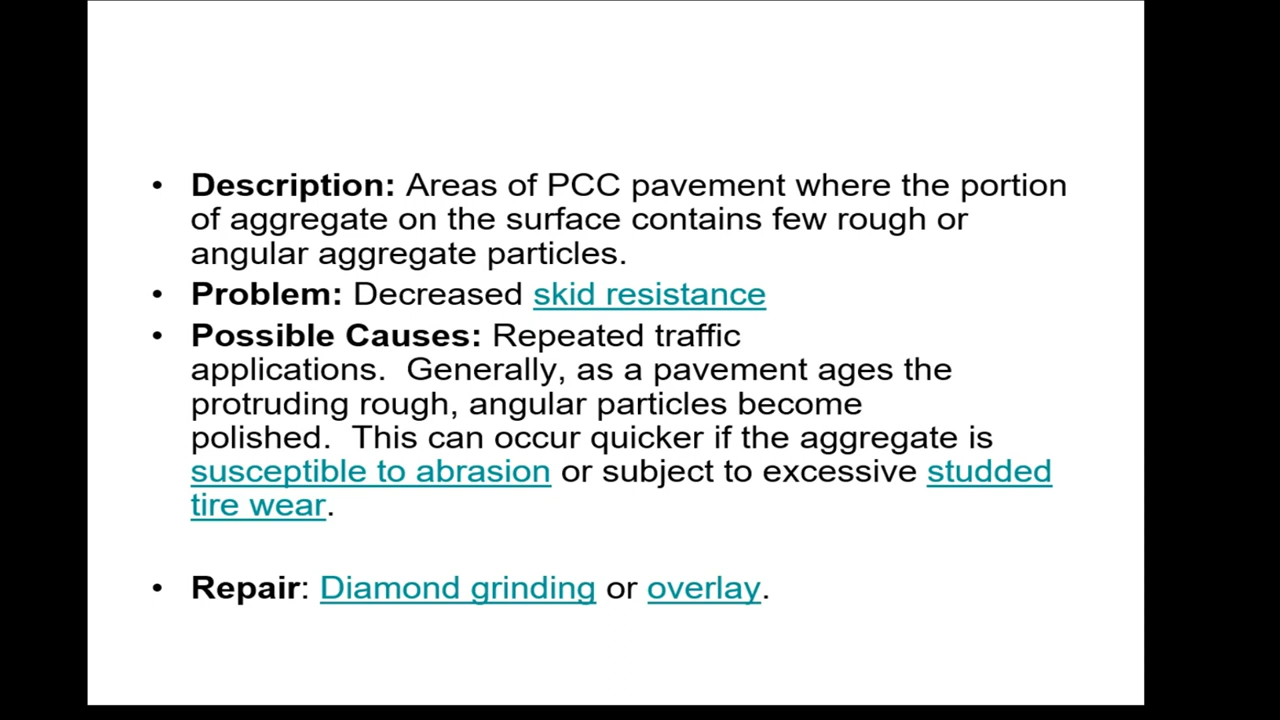 • Description: Areas of PCC pavement where the portion
of aggregate on the surface contains few rough or
angular aggregate particles.
• Problem: Decreased skid resistance
• Possible Causes: Repeated traffic
applications.  Generally, as a pavement ages the
protruding rough, angular particles become
polished.  This can occur quicker if the aggregate is
susceptible to abrasion or subject to excessive studded
tire wear.
• Repair: Diamond grinding or overlay.